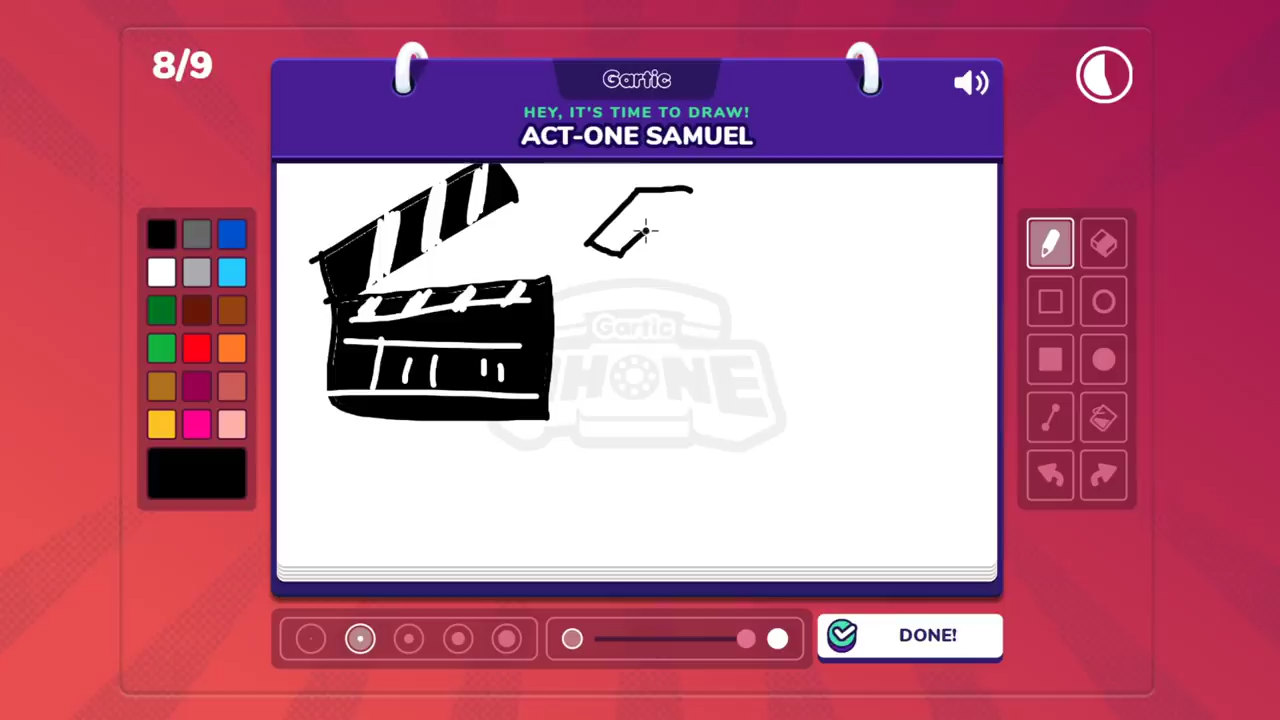 8/9
Gartic
HEY, IT'S TIME TO DRAW!
ACT-ONE SAMUEL
Gartic
PHONE
DONE!